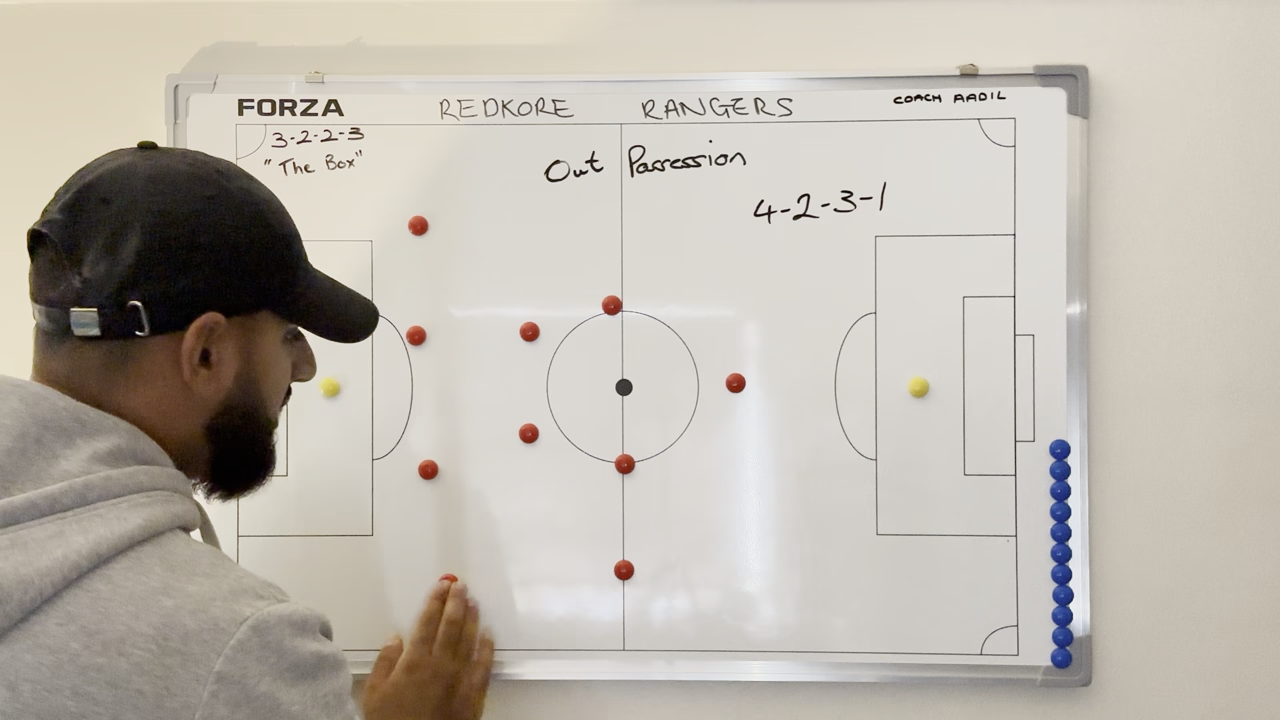 FORZA REDKORE RANGERS COACH AADIL
3-2-2-3
"The Box"
Out Possession
4-2-3-1